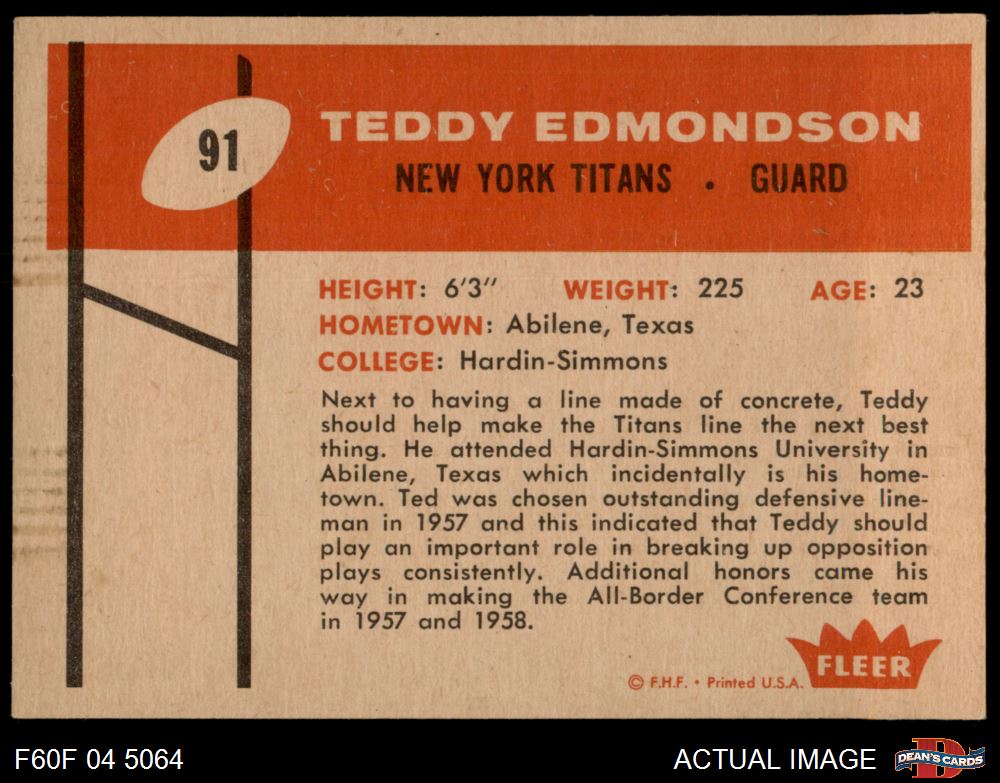 91
TEDDY EDMONDSON
NEW YORK TITANS . GUARD
HEIGHT: 6'3" WEIGHT: 225 AGE: 23
HOMETOWN: Abilene, Texas
COLLEGE: Hardin-Simmons
Next to having a line made of concrete, Teddy
should help make the Titans line the next best
thing. He attended Hardin-Simmons University in
Abilene, Texas which incidentally is his home-
town. Ted was chosen outstanding defensive line-
man in 1957 and this indicated that Teddy should
play an important role in breaking up opposition
plays consistently. Additional honors came his
way in making the All-Border Conference team
in 1957 and 1958.
FLEER
© F.H.F. • Printed U.S.A.
F60F 04 5064
ACTUAL IMAGE
D
DEAN'S CARDS